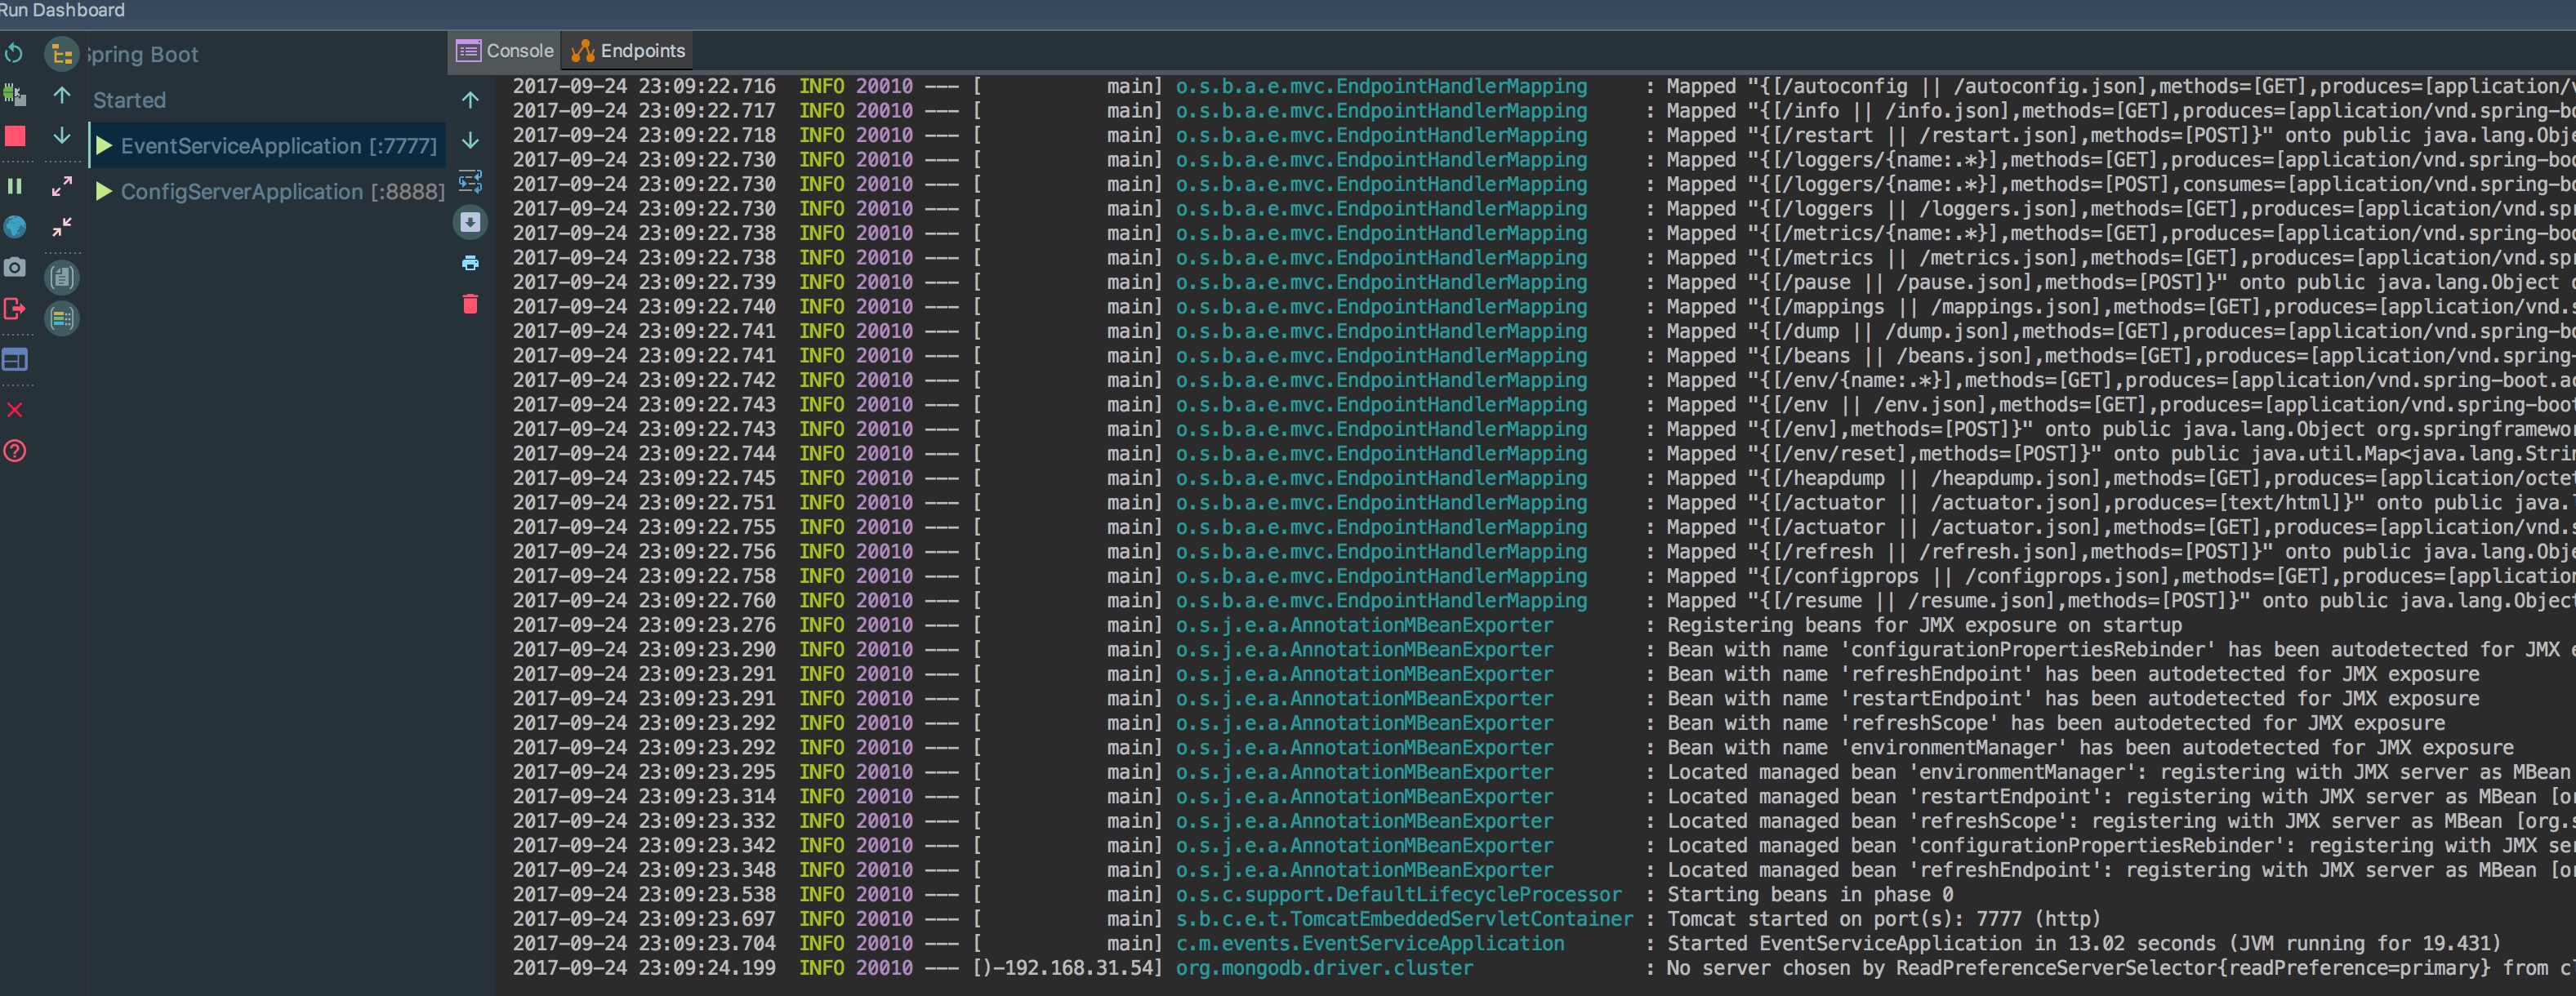 Run Dashboard
Spring Boot
Started
EventServiceApplication [:7777]
ConfigServerApplication [:8888]
Console Endpoints
2017-09-24 23:09:22.716 INFO 20010 --- [ main] o.s.b.a.e.mvc.EndpointHandlerMapping : Mapped "{[/autoconfig || /autoconfig.json],methods=[GET],produces=[application/v
2017-09-24 23:09:22.717 INFO 20010 --- [ main] o.s.b.a.e.mvc.EndpointHandlerMapping : Mapped "{[/info || /info.json],methods=[GET],produces=[application/vnd.spring-bo
2017-09-24 23:09:22.718 INFO 20010 --- [ main] o.s.b.a.e.mvc.EndpointHandlerMapping : Mapped "{[/restart || /restart.json],methods=[POST]}" onto public java.lang.Obje
2017-09-24 23:09:22.730 INFO 20010 --- [ main] o.s.b.a.e.mvc.EndpointHandlerMapping : Mapped "{[/loggers/{name:.*}],methods=[GET],produces=[application/vnd.spring-boo
2017-09-24 23:09:22.730 INFO 20010 --- [ main] o.s.b.a.e.mvc.EndpointHandlerMapping : Mapped "{[/loggers/{name:.*}],methods=[POST],consumes=[application/vnd.spring-bo
2017-09-24 23:09:22.730 INFO 20010 --- [ main] o.s.b.a.e.mvc.EndpointHandlerMapping : Mapped "{[/loggers || /loggers.json],methods=[GET],produces=[application/vnd.spr
2017-09-24 23:09:22.738 INFO 20010 --- [ main] o.s.b.a.e.mvc.EndpointHandlerMapping : Mapped "{[/metrics/{name:.*}],methods=[GET],produces=[application/vnd.spring-boo
2017-09-24 23:09:22.738 INFO 20010 --- [ main] o.s.b.a.e.mvc.EndpointHandlerMapping : Mapped "{[/metrics || /metrics.json],methods=[GET],produces=[application/vnd.spr
2017-09-24 23:09:22.739 INFO 20010 --- [ main] o.s.b.a.e.mvc.EndpointHandlerMapping : Mapped "{[/pause || /pause.json],methods=[POST]}" onto public java.lang.Object o
2017-09-24 23:09:22.740 INFO 20010 --- [ main] o.s.b.a.e.mvc.EndpointHandlerMapping : Mapped "{[/mappings || /mappings.json],methods=[GET],produces=[application/vnd.s
2017-09-24 23:09:22.741 INFO 20010 --- [ main] o.s.b.a.e.mvc.EndpointHandlerMapping : Mapped "{[/dump || /dump.json],methods=[GET],produces=[application/vnd.spring-bo
2017-09-24 23:09:22.741 INFO 20010 --- [ main] o.s.b.a.e.mvc.EndpointHandlerMapping : Mapped "{[/beans || /beans.json],methods=[GET],produces=[application/vnd.spring-
2017-09-24 23:09:22.742 INFO 20010 --- [ main] o.s.b.a.e.mvc.EndpointHandlerMapping : Mapped "{[/env/{name:.*}],methods=[GET],produces=[application/vnd.spring-boot.ac
2017-09-24 23:09:22.743 INFO 20010 --- [ main] o.s.b.a.e.mvc.EndpointHandlerMapping : Mapped "{[/env || /env.json],methods=[GET],produces=[application/vnd.spring-boot
2017-09-24 23:09:22.743 INFO 20010 --- [ main] o.s.b.a.e.mvc.EndpointHandlerMapping : Mapped "{[/env],methods=[POST]}" onto public java.lang.Object org.springframewor
2017-09-24 23:09:22.744 INFO 20010 --- [ main] o.s.b.a.e.mvc.EndpointHandlerMapping : Mapped "{[/env/reset],methods=[POST]}" onto public java.util.Map<java.lang.Strin
2017-09-24 23:09:22.745 INFO 20010 --- [ main] o.s.b.a.e.mvc.EndpointHandlerMapping : Mapped "{[/heapdump || /heapdump.json],methods=[GET],produces=[application/octet
2017-09-24 23:09:22.751 INFO 20010 --- [ main] o.s.b.a.e.mvc.EndpointHandlerMapping : Mapped "{[/actuator || /actuator.json],produces=[text/html]}" onto public java.l
2017-09-24 23:09:22.755 INFO 20010 --- [ main] o.s.b.a.e.mvc.EndpointHandlerMapping : Mapped "{[/actuator || /actuator.json],methods=[GET],produces=[application/vnd.s
2017-09-24 23:09:22.756 INFO 20010 --- [ main] o.s.b.a.e.mvc.EndpointHandlerMapping : Mapped "{[/refresh || /refresh.json],methods=[POST]}" onto public java.lang.Obje
2017-09-24 23:09:22.758 INFO 20010 --- [ main] o.s.b.a.e.mvc.EndpointHandlerMapping : Mapped "{[/configprops || /configprops.json],methods=[GET],produces=[application
2017-09-24 23:09:22.760 INFO 20010 --- [ main] o.s.b.a.e.mvc.EndpointHandlerMapping : Mapped "{[/resume || /resume.json],methods=[POST]}" onto public java.lang.Object
2017-09-24 23:09:23.276 INFO 20010 --- [ main] o.s.j.e.a.AnnotationMBeanExporter : Registering beans for JMX exposure on startup
2017-09-24 23:09:23.290 INFO 20010 --- [ main] o.s.j.e.a.AnnotationMBeanExporter : Bean with name 'configurationPropertiesRebinder' has been autodetected for JMX e
2017-09-24 23:09:23.291 INFO 20010 --- [ main] o.s.j.e.a.AnnotationMBeanExporter : Bean with name 'refreshEndpoint' has been autodetected for JMX exposure
2017-09-24 23:09:23.291 INFO 20010 --- [ main] o.s.j.e.a.AnnotationMBeanExporter : Bean with name 'restartEndpoint' has been autodetected for JMX exposure
2017-09-24 23:09:23.292 INFO 20010 --- [ main] o.s.j.e.a.AnnotationMBeanExporter : Bean with name 'refreshScope' has been autodetected for JMX exposure
2017-09-24 23:09:23.292 INFO 20010 --- [ main] o.s.j.e.a.AnnotationMBeanExporter : Bean with name 'environmentManager' has been autodetected for JMX exposure
2017-09-24 23:09:23.295 INFO 20010 --- [ main] o.s.j.e.a.AnnotationMBeanExporter : Located managed bean 'environmentManager': registering with JMX server as MBean
2017-09-24 23:09:23.314 INFO 20010 --- [ main] o.s.j.e.a.AnnotationMBeanExporter : Located managed bean 'restartEndpoint': registering with JMX server as MBean [or
2017-09-24 23:09:23.332 INFO 20010 --- [ main] o.s.j.e.a.AnnotationMBeanExporter : Located managed bean 'refreshScope': registering with JMX server as MBean [org.s
2017-09-24 23:09:23.342 INFO 20010 --- [ main] o.s.j.e.a.AnnotationMBeanExporter : Located managed bean 'configurationPropertiesRebinder': registering with JMX ser
2017-09-24 23:09:23.348 INFO 20010 --- [ main] o.s.j.e.a.AnnotationMBeanExporter : Located managed bean 'refreshEndpoint': registering with JMX server as MBean [or
2017-09-24 23:09:23.538 INFO 20010 --- [ main] o.s.c.support.DefaultLifecycleProcessor : Starting beans in phase 0
2017-09-24 23:09:23.697 INFO 20010 --- [ main] s.b.c.e.t.TomcatEmbeddedServletContainer : Tomcat started on port(s): 7777 (http)
2017-09-24 23:09:23.704 INFO 20010 --- [ main] c.m.events.EventServiceApplication : Started EventServiceApplication in 13.02 seconds (JVM running for 19.431)
2017-09-24 23:09:24.199 INFO 20010 --- [)-192.168.31.54] org.mongodb.driver.cluster : No server chosen by ReadPreferenceServerSelector{readPreference=primary} from cl